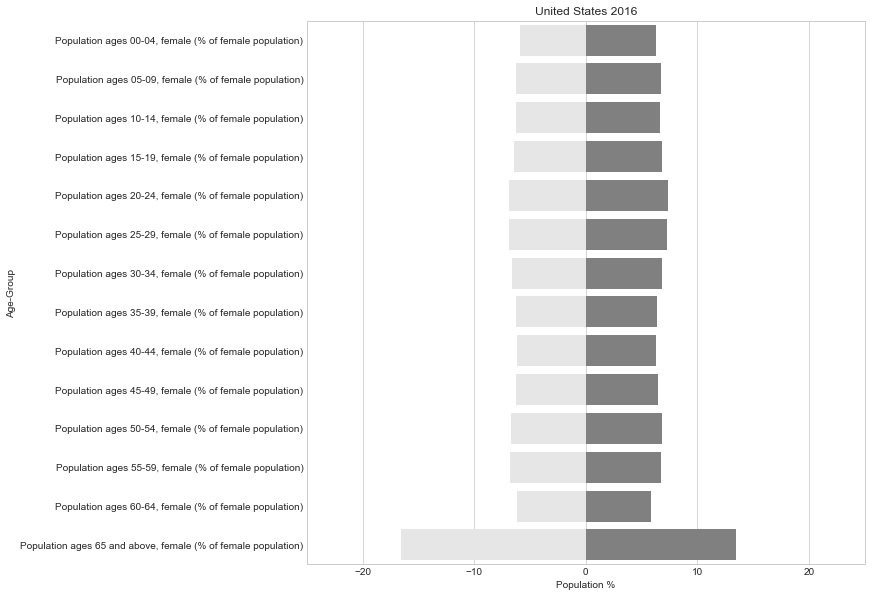 United States 2016
Population ages 00-04, female (% of female population)
Population ages 05-09, female (% of female population)
Population ages 10-14, female (% of female population)
Population ages 15-19, female (% of female population)
Population ages 20-24, female (% of female population)
Population ages 25-29, female (% of female population)
Population ages 30-34, female (% of female population)
Population ages 35-39, female (% of female population)
Population ages 40-44, female (% of female population)
Population ages 45-49, female (% of female population)
Population ages 50-54, female (% of female population)
Population ages 55-59, female (% of female population)
Population ages 60-64, female (% of female population)
Population ages 65 and above, female (% of female population)
Age-Group
−20 −10 0 10 20
Population %